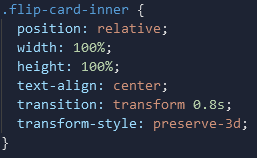 .flip-card-inner {
  position: relative;
  width: 100%;
  height: 100%;
  text-align: center;
  transition: transform 0.8s;
  transform-style: preserve-3d;
}